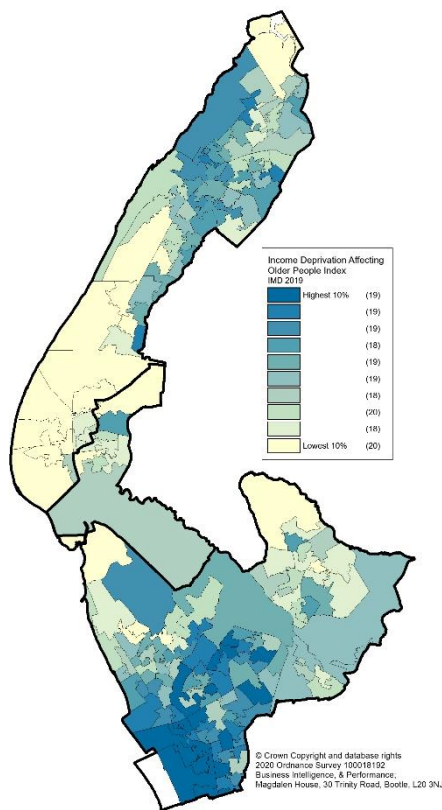 Income Deprivation Affecting
Older People Index
IMD 2019
Highest 10% (19)
(19)
(19)
(18)
(19)
(19)
(18)
(20)
(18)
Lowest 10% (20)
© Crown Copyright and database rights
2020 Ordnance Survey 100018192
Business Intelligence, & Performance,
Magdalen House, 30 Trinity Road, Bootle, L20 3NJ